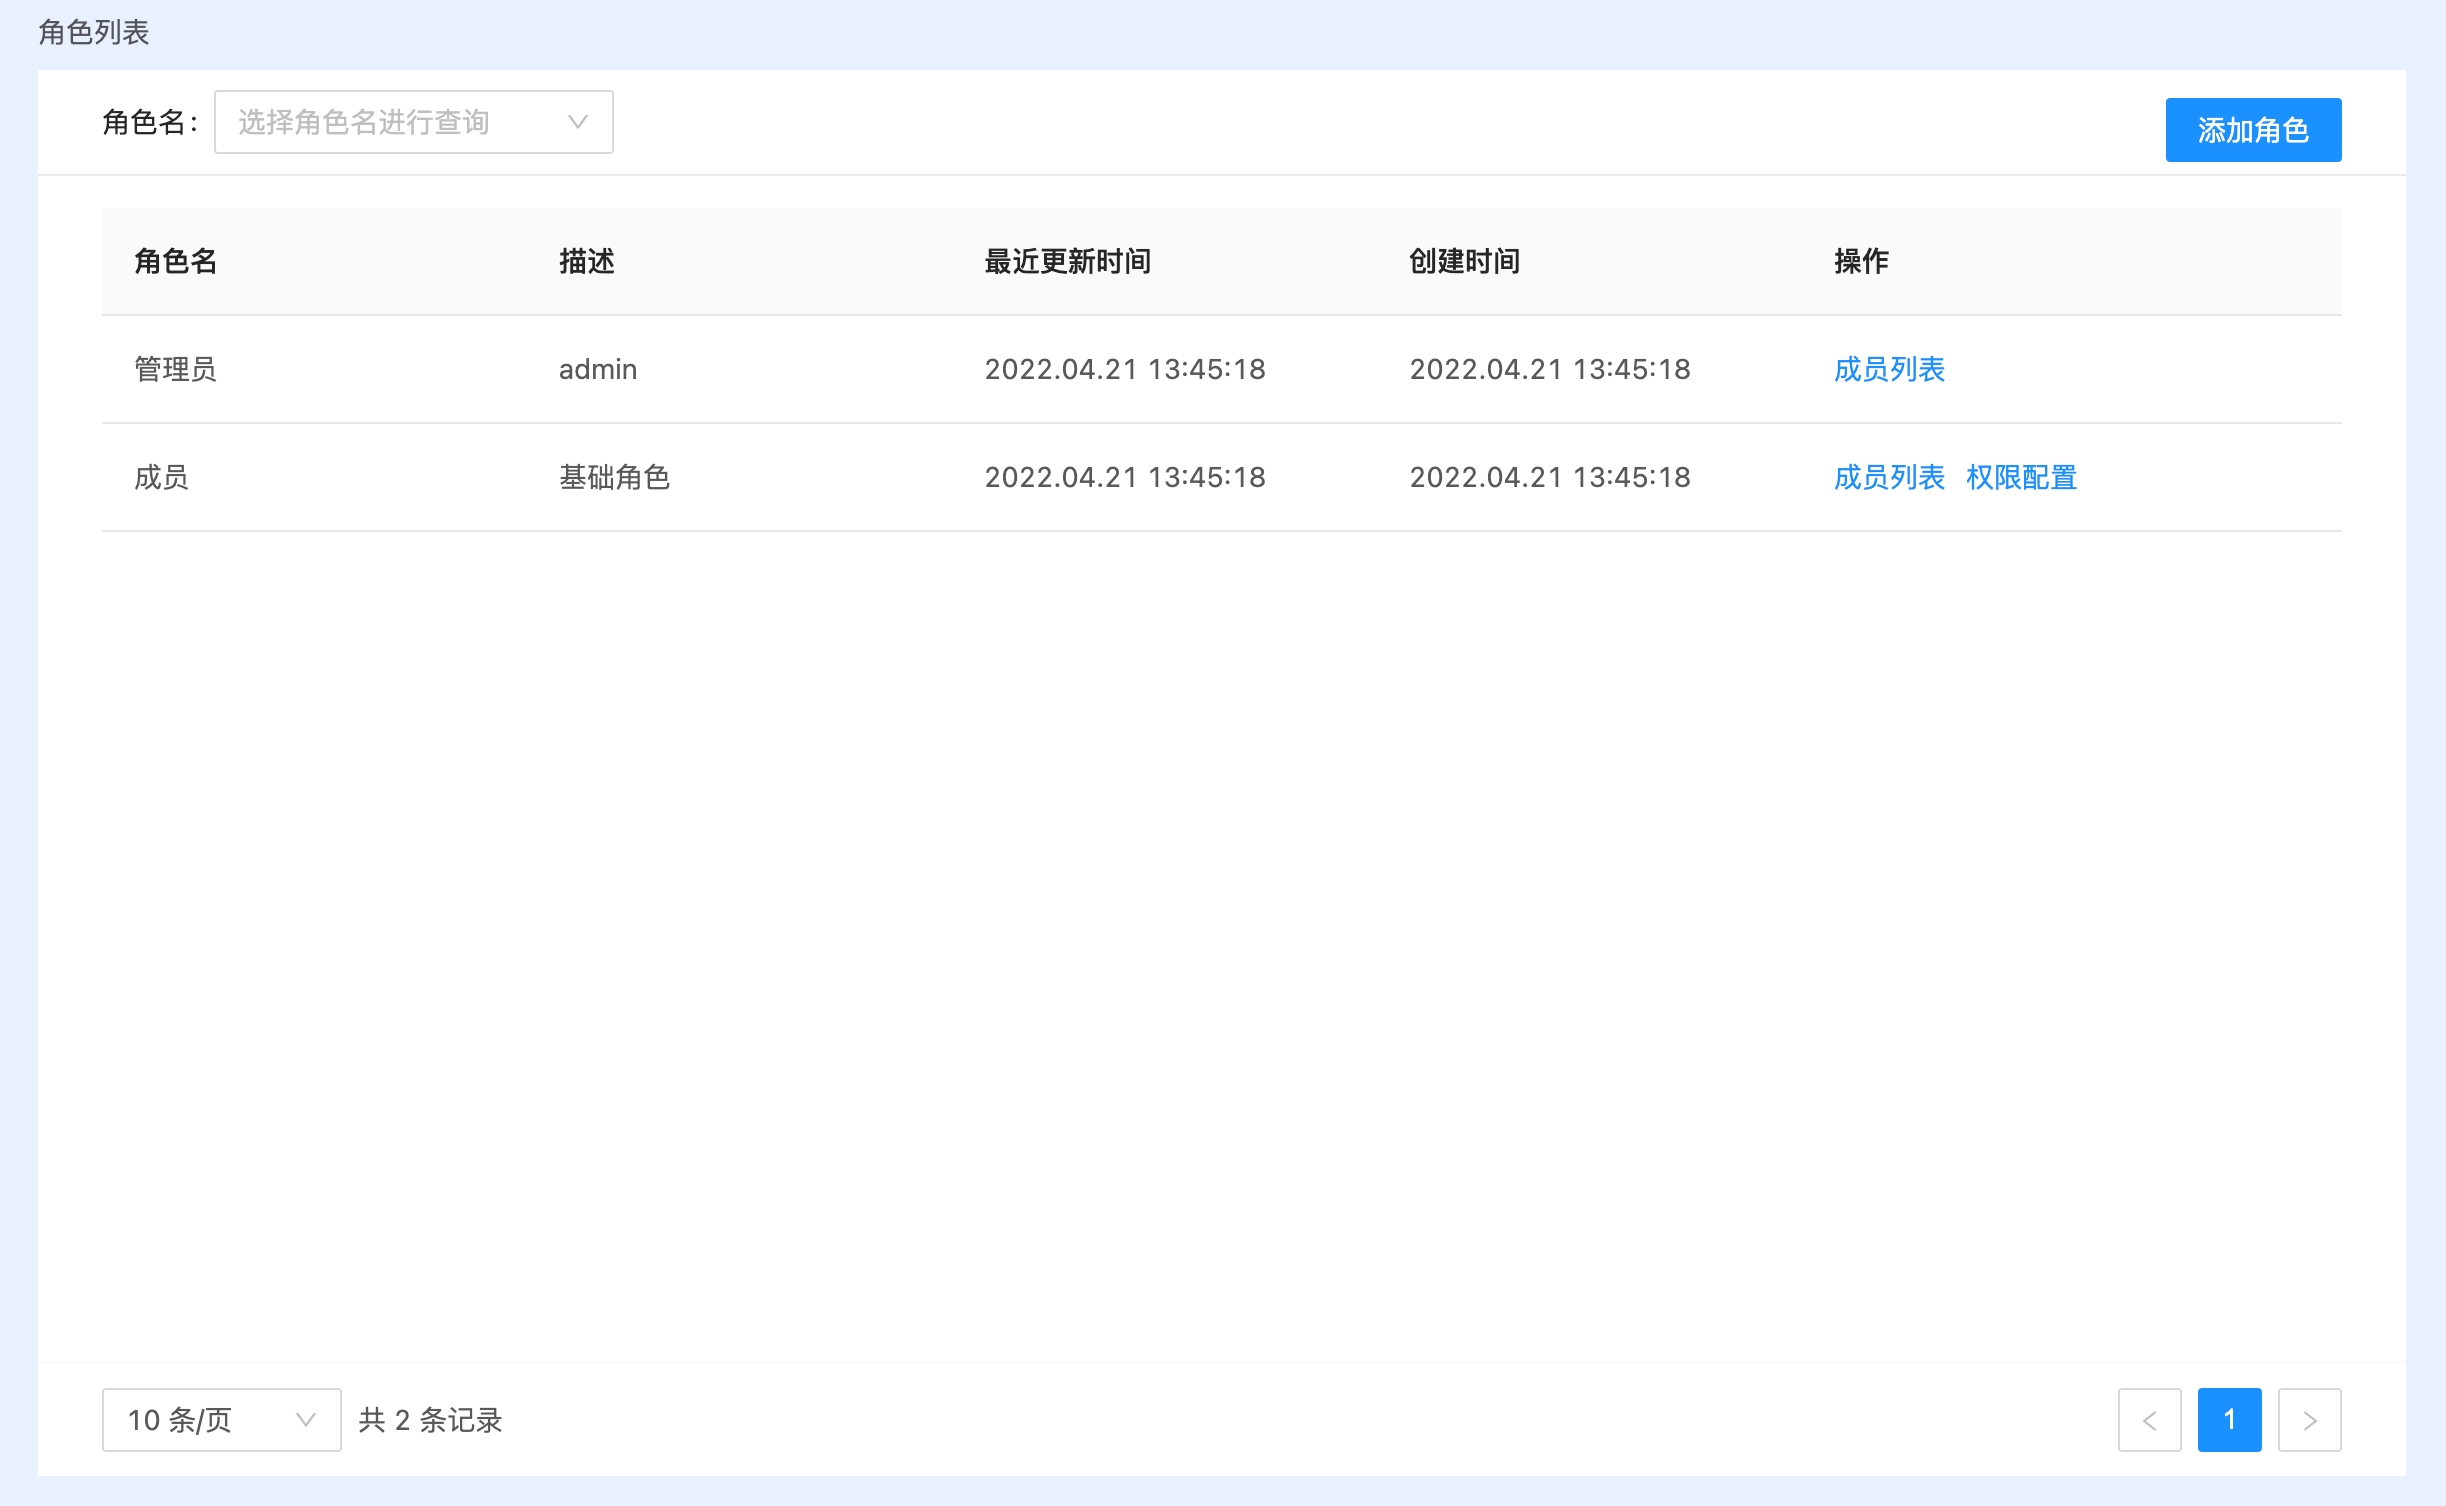 角色列表
角色名： 选择角色名进行查询 添加角色
角色名 描述 最近更新时间 创建时间 操作
管理员 admin 2022.04.21 13:45:18 2022.04.21 13:45:18 成员列表
成员 基础角色 2022.04.21 13:45:18 2022.04.21 13:45:18 成员列表 权限配置
10 条/页 共 2 条记录 < 1 >